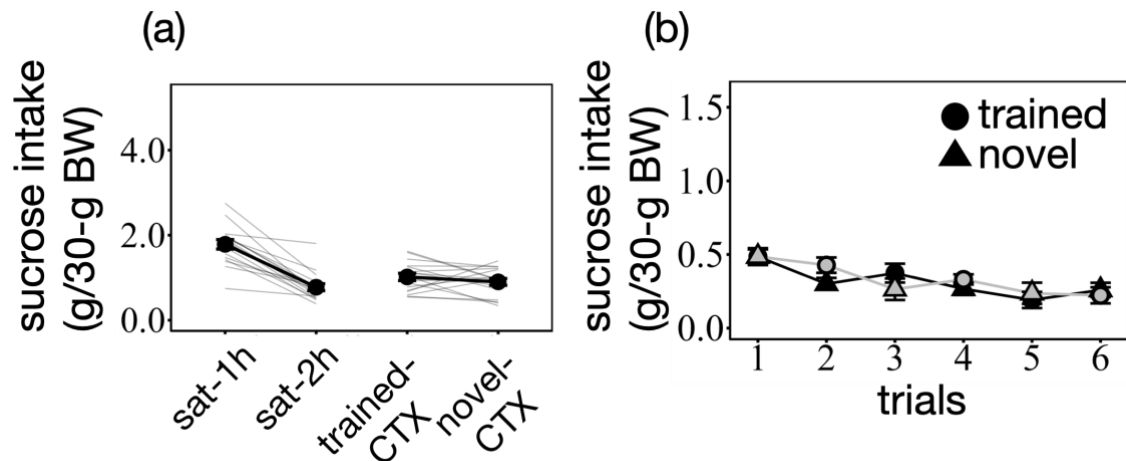 (a)
sucrose intake
(g/30-g BW)
4.0
2.0
0.0
sat-1h
sat-2h
trained-
CTX
novel-
CTX
(b)
sucrose intake
(g/30-g BW)
1.5
1.0
0.5
0.0
trained
novel
1 2 3 4 5 6
trials